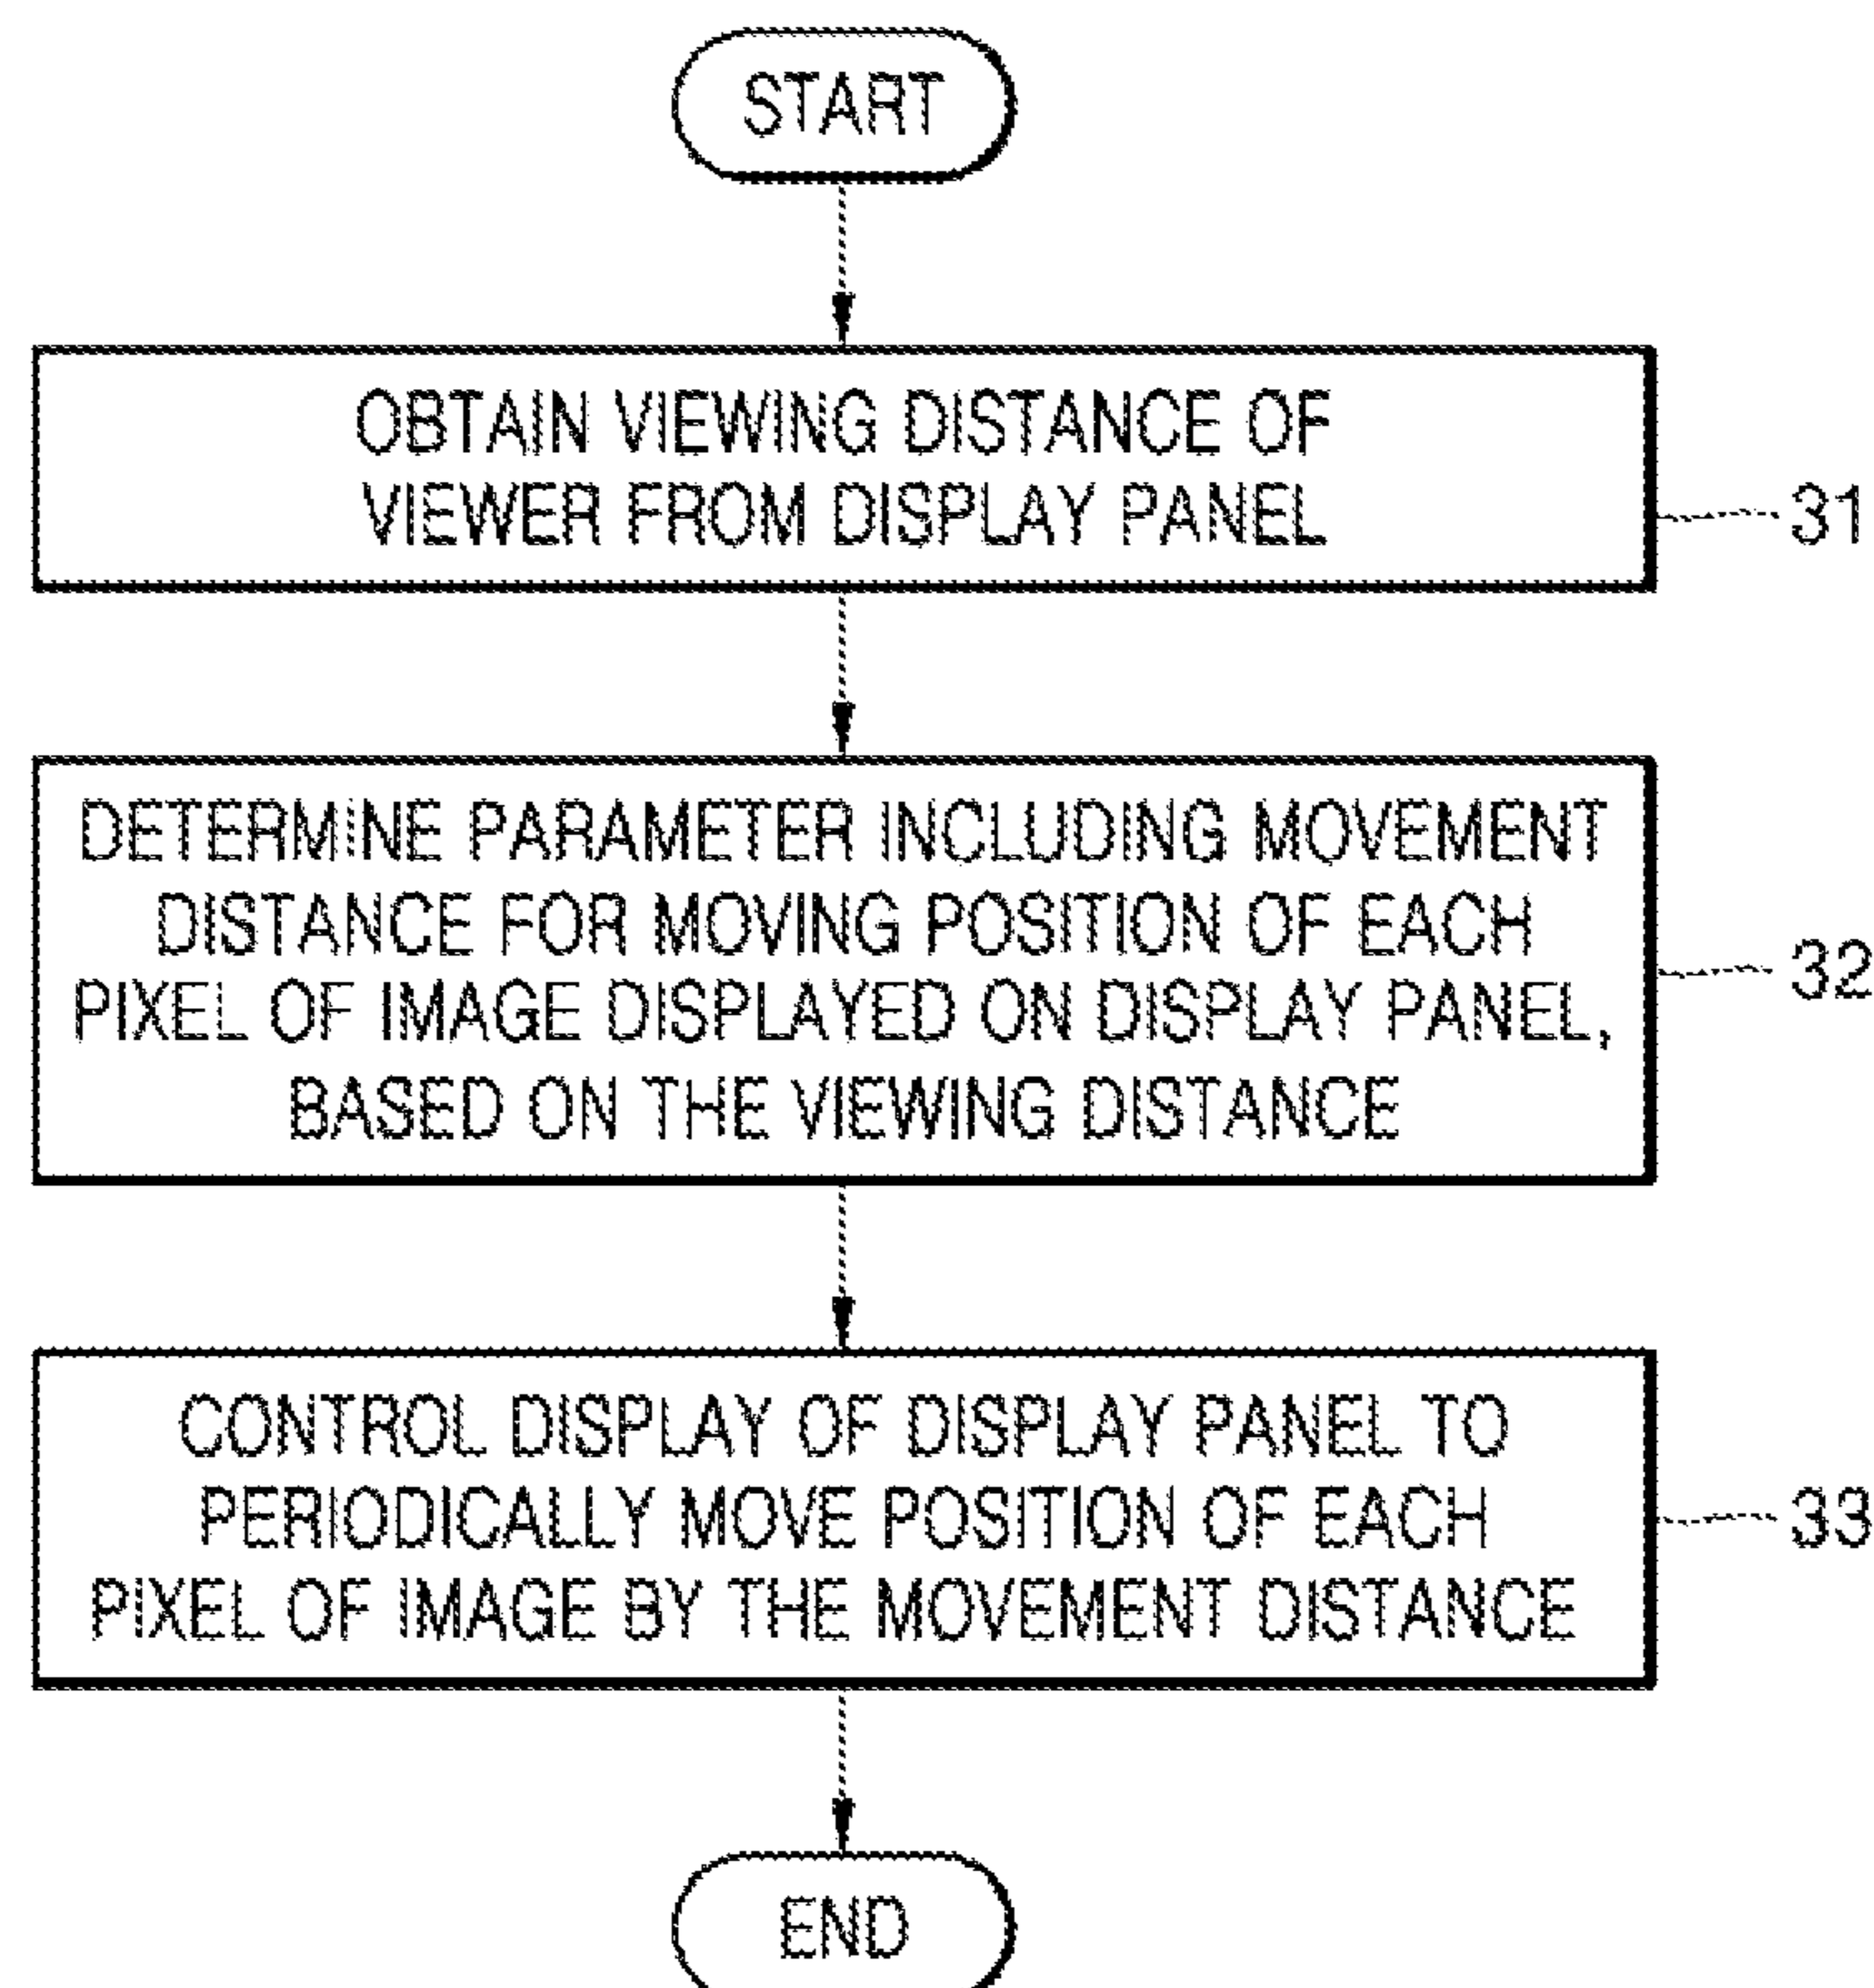 START
OBTAIN VIEWING DISTANCE OF
VIEWER FROM DISPLAY PANEL
31
DETERMINE PARAMETER INCLUDING MOVEMENT
DISTANCE FOR MOVING POSITION OF EACH
PIXEL OF IMAGE DISPLAYED ON DISPLAY PANEL,
BASED ON THE VIEWING DISTANCE
32
CONTROL DISPLAY OF DISPLAY PANEL TO
PERIODICALLY MOVE POSITION OF EACH
PIXEL OF IMAGE BY THE MOVEMENT DISTANCE
33
END